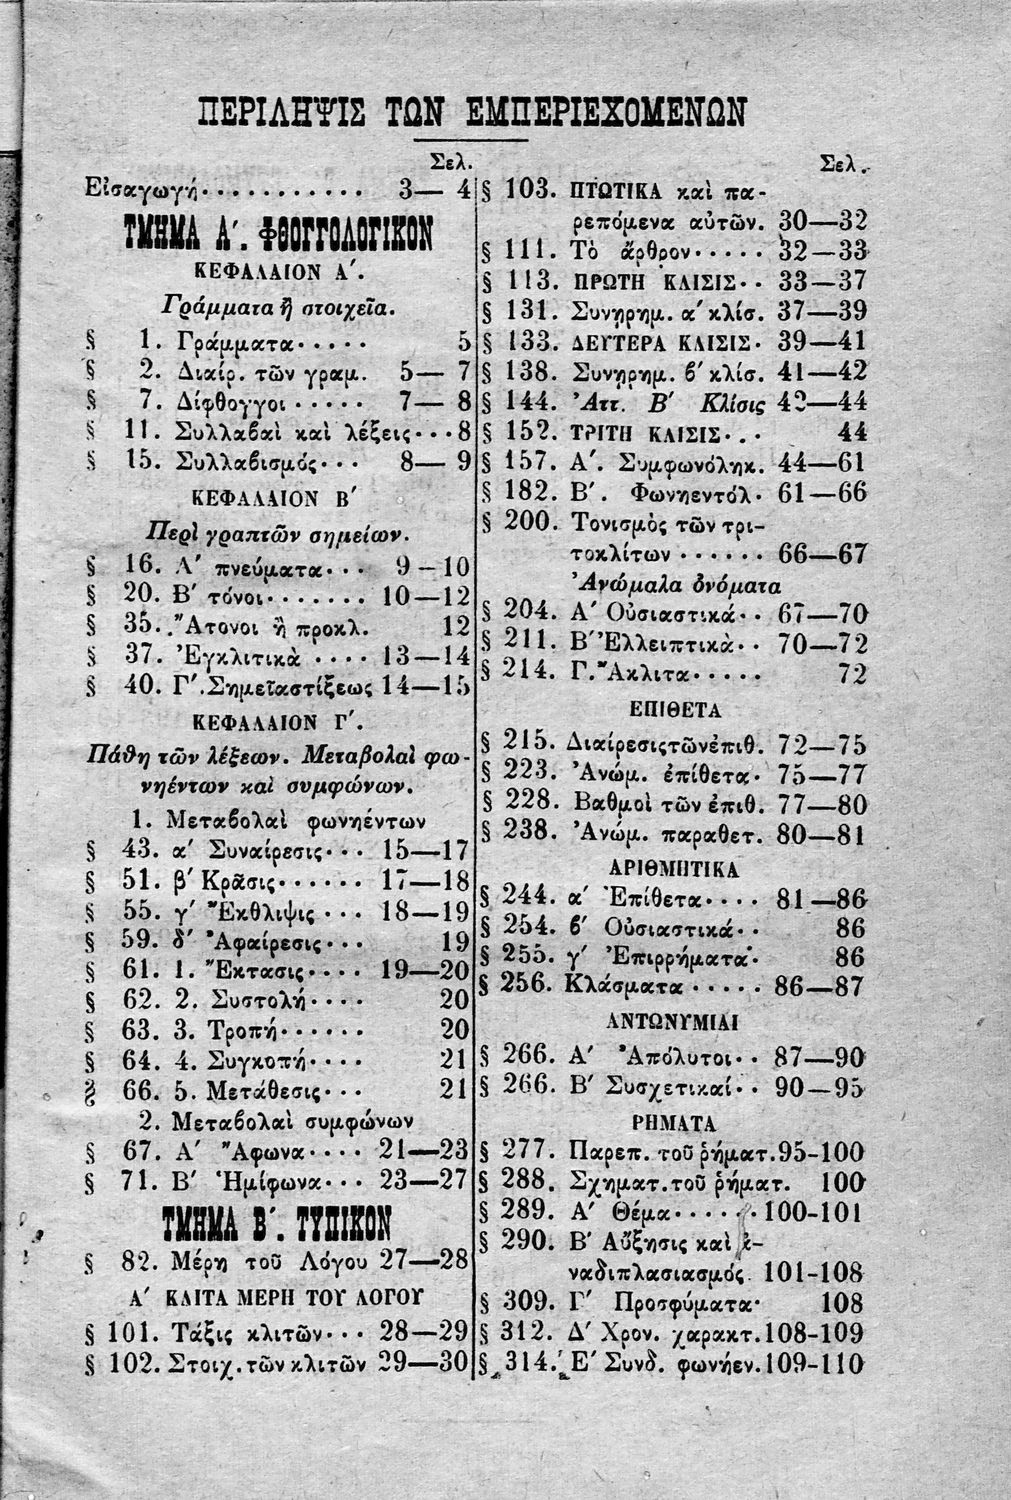 ΠΕΡΙΛΗΨΙΣ ΤΩΝ ΕΜΠΕΡΙΕΧΟΜΕΝΩΝ
Σελ.
Εἰσαγωγή........... 3—4
ΤΜΗΜΑ Α΄. ΦΘΟΓΓΟΛΟΓΙΚΟΝ
ΚΕΦΑΛΑΙΟΝ Α΄.
Γράμματα ἢ στοιχεῖα.
§ 1. Γράμματα..... 5
§ 2. Διαίρ. τῶν γραμ. 5—7
§ 7. Δίφθογγοι..... 7—8
§ 11. Συλλαβαὶ καὶ λέξεις...8
§ 15. Συλλαβισμός... 8—9
ΚΕΦΑΛΑΙΟΝ Β΄
Περὶ γραπτῶν σημείων.
§ 16. Α΄ πνεύματα... 9—10
§ 20. Β΄ τόνοι....... 10—12
§ 35. Ἄτονοι ἢ προκλ. 12
§ 37. Ἐγκλιτικὰ .... 13—14
§ 40. Γ΄. Σημεῖα στίξεως 14—15
ΚΕΦΑΛΑΙΟΝ Γ΄.
Πάθη τῶν λέξεων. Μεταβολαὶ φω-
νηέντων καὶ συμφώνων.
1. Μεταβολαὶ φωνηέντων
§ 43. α΄ Συναίρεσις... 15—17
§ 51. β΄ Κρᾶσις...... 17—18
§ 55. γ΄ Ἔκθλιψις ... 18—19
§ 59. δ΄ Ἀφαίρεσις... 19
§ 61. 1. Ἔκτασις.... 19—20
§ 62. 2. Συστολή.... 20
§ 63. 3. Τροπή...... 20
§ 64. 4. Συγκοπή.... 21
§ 66. 5. Μετάθεσις... 21
2. Μεταβολαὶ συμφώνων
§ 67. Α΄ Ἄφωνα.... 21—23
§ 71. Β΄ Ἡμίφωνα... 23—27
ΤΜΗΜΑ Β΄. ΤΥΠΙΚΟΝ
§ 82. Μέρη τοῦ Λόγου 27—28
Α΄ ΚΛΙΤΑ ΜΕΡΗ ΤΟΥ ΛΟΓΟΥ
§ 101. Τάξις κλιτῶν... 28—29
§ 102. Στοιχ. τῶν κλιτῶν 29—30
Σελ.
§ 103. ΠΤΩΤΙΚΑ καὶ πα-
ρεπόμενα αὐτῶν. 30—32
§ 111. Τὸ ἄρθρον..... 32—33
§ 113. ΠΡΩΤΗ ΚΛΙΣΙΣ.. 33—37
§ 131. Συνῃρημ. α΄ κλίσ. 37—39
§ 133. ΔΕΥΤΕΡΑ ΚΛΙΣΙΣ. 39—41
§ 138. Συνῃρημ. β΄ κλίσ. 41—42
§ 144. Ἀττ. Β΄ Κλίσις 42—44
§ 152. ΤΡΙΤΗ ΚΛΙΣΙΣ... 44
§ 157. Α΄. Συμφωνόληκ. 44—61
§ 182. Β΄. Φωνηεντόλ. 61—66
§ 200. Τονισμὸς τῶν τρι-
τοκλίτων ...... 66—67
Ἀνώμαλα ὀνόματα
§ 204. Α΄ Οὐσιαστικά.. 67—70
§ 211. Β΄ Ἐλλειπτικὰ.. 70—72
§ 214. Γ. Ἄκλιτα..... 72
ΕΠΙΘΕΤΑ
§ 215. Διαίρεσις τῶν ἐπιθ. 72—75
§ 223. Ἀνώμ. ἐπίθετα. 75—77
§ 228. Βαθμοὶ τῶν ἐπιθ. 77—80
§ 238. Ἀνώμ. παραθετ. 80—81
ΑΡΙΘΜΗΤΙΚΑ
§ 244. α΄ Ἐπίθετα.... 81—86
§ 254. β΄ Οὐσιαστικά.. 86
§ 255. γ΄ Ἐπιρρήματα. 86
§ 256. Κλάσματα ..... 86—87
ΑΝΤΩΝΥΜΙΑΙ
§ 266. Α΄ Ἀπόλυτοι.. 87—90
§ 266. Β΄ Συσχετικαί.. 90—95
ΡΗΜΑΤΑ
§ 277. Παρεπ. τοῦ ῥήματ. 95-100
§ 288. Σχηματ. τοῦ ῥήματ. 100
§ 289. Α΄ Θέμα...... 100-101
§ 290. Β΄ Αὔξησις καὶ ἀ-
ναδιπλασιασμός. 101-108
§ 309. Γ΄ Προσφύματα. 108
§ 312. Δ΄ Χρον. χαρακτ. 108-109
§ 314. Ε΄ Συνδ. φωνήεν. 109-110